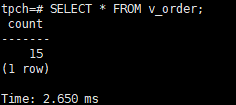 tpch=# SELECT * FROM v_order;
count
-------
15
(1 row)
Time: 2.650 ms